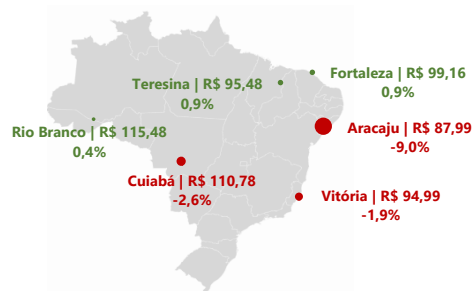 Fortaleza | R$ 99,16
0,9%
Teresina | R$ 95,48
0,9%
Rio Branco | R$ 115,48
0,4%
Aracaju | R$ 87,99
-9,0%
Cuiabá | R$ 110,78
-2,6%
Vitória | R$ 94,99
-1,9%